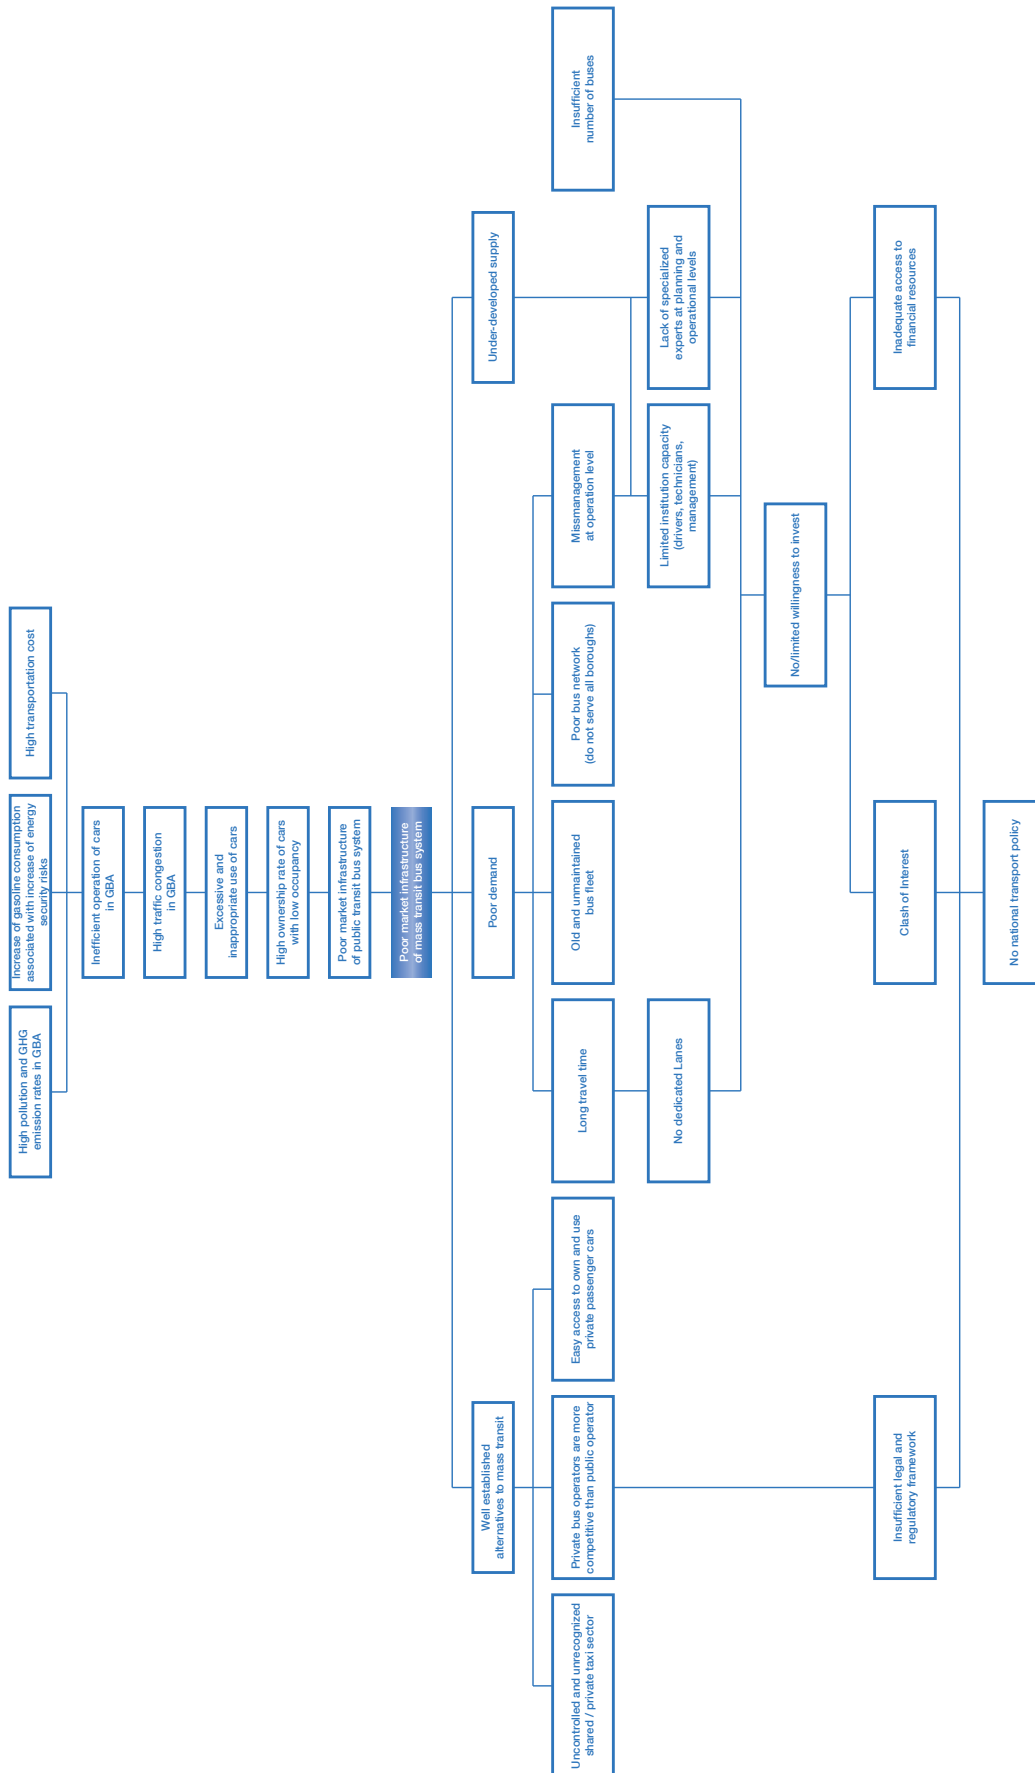 High pollution and GHG
emission rates in GBA
Increase of gasoline consumption
associated with increase of energy
security risks
High transportation cost
Inefficient operation of cars
in GBA
High traffic congestion
in GBA
Excessive and
inappropriate use of cars
High ownership rate of cars
with low occupancy
Poor market infrastructure
of public transit bus system
Poor market infrastructure
of mass transit bus system
Well established
alternatives to mass transit
Poor demand
Under-developed supply
Uncontrolled and unrecognized
shared / private taxi sector
Private bus operators are more
competitive than public operator
Easy access to own and use
private passenger cars
Long travel time
Old and unmaintained
bus fleet
Poor bus network
(do not serve all boroughs)
Missmanagement
at operation level
Insufficient
number of buses
No dedicated Lanes
Limited institution capacity
(drivers, technicians,
management)
Lack of specialized
experts at planning and
operational levels
No/limited willingness to invest
Insufficient legal and
regulatory framework
Clash of Interest
Inadequate access to
financial resources
No national transport policy